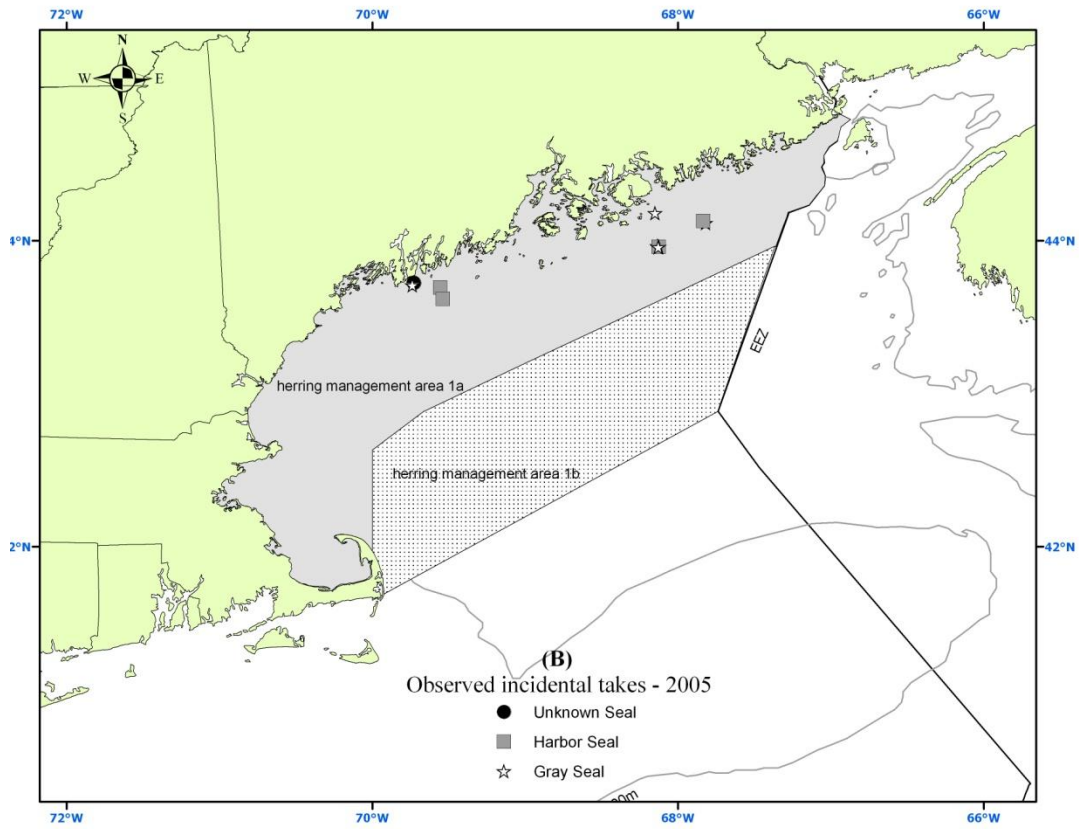 72°W 70°W 68°W 66°W
N
W E
S
4°N 44°N
EEZ
herring management area 1a
herring management area 1b
2°N 42°N
(B)
Observed incidental takes - 2005
Unknown Seal
Harbor Seal
Gray Seal
72°W 70°W 68°W 66°W